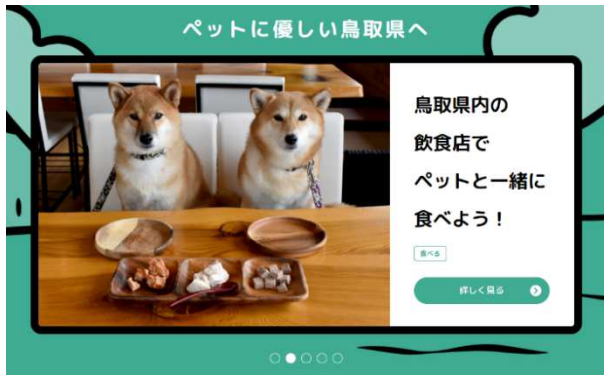 ペットに優しい鳥取県へ
鳥取県内の
飲食店で
ペットと一緒に
食べよう！
食べる
詳しく見る